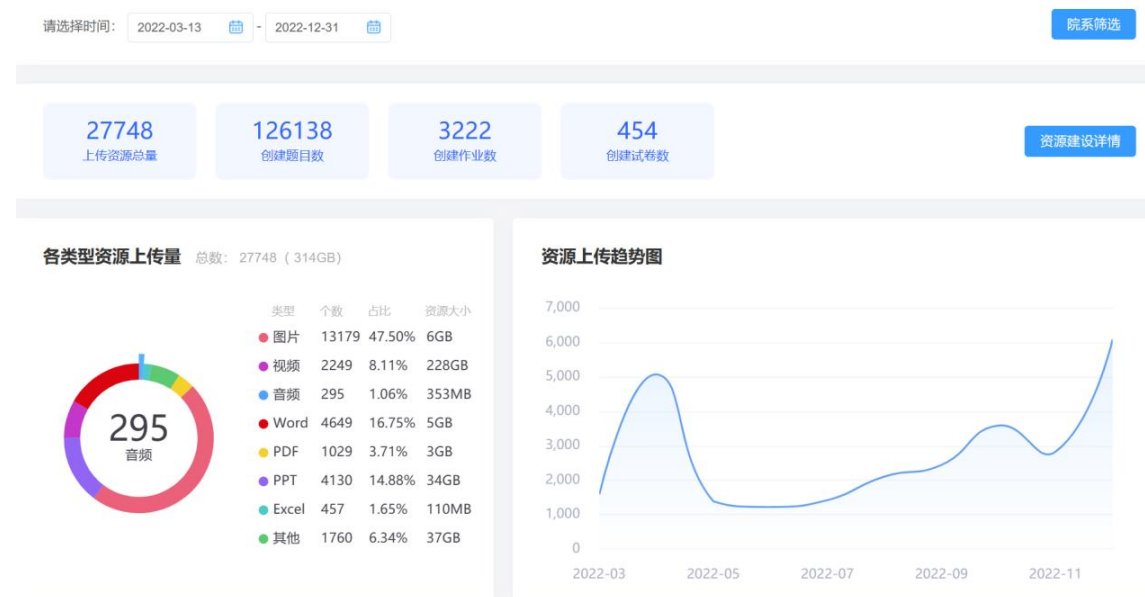 请选择时间： 2022-03-13 - 2022-12-31 院系筛选
27748 126138 3222 454
上传资源总量 创建题目数 创建作业数 创建试卷数
资源建设详情
各类型资源上传量 总数： 27748 ( 314GB)
类型 个数 占比 资源大小
图片 13179 47.50% 6GB
视频 2249 8.11% 228GB
音频 295 1.06% 353MB
Word 4649 16.75% 5GB
PDF 1029 3.71% 3GB
PPT 4130 14.88% 34GB
Excel 457 1.65% 110MB
其他 1760 6.34% 37GB
295
音频
资源上传趋势图
7,000
6,000
5,000
4,000
3,000
2,000
1,000
0
2022-03 2022-05 2022-07 2022-09 2022-11